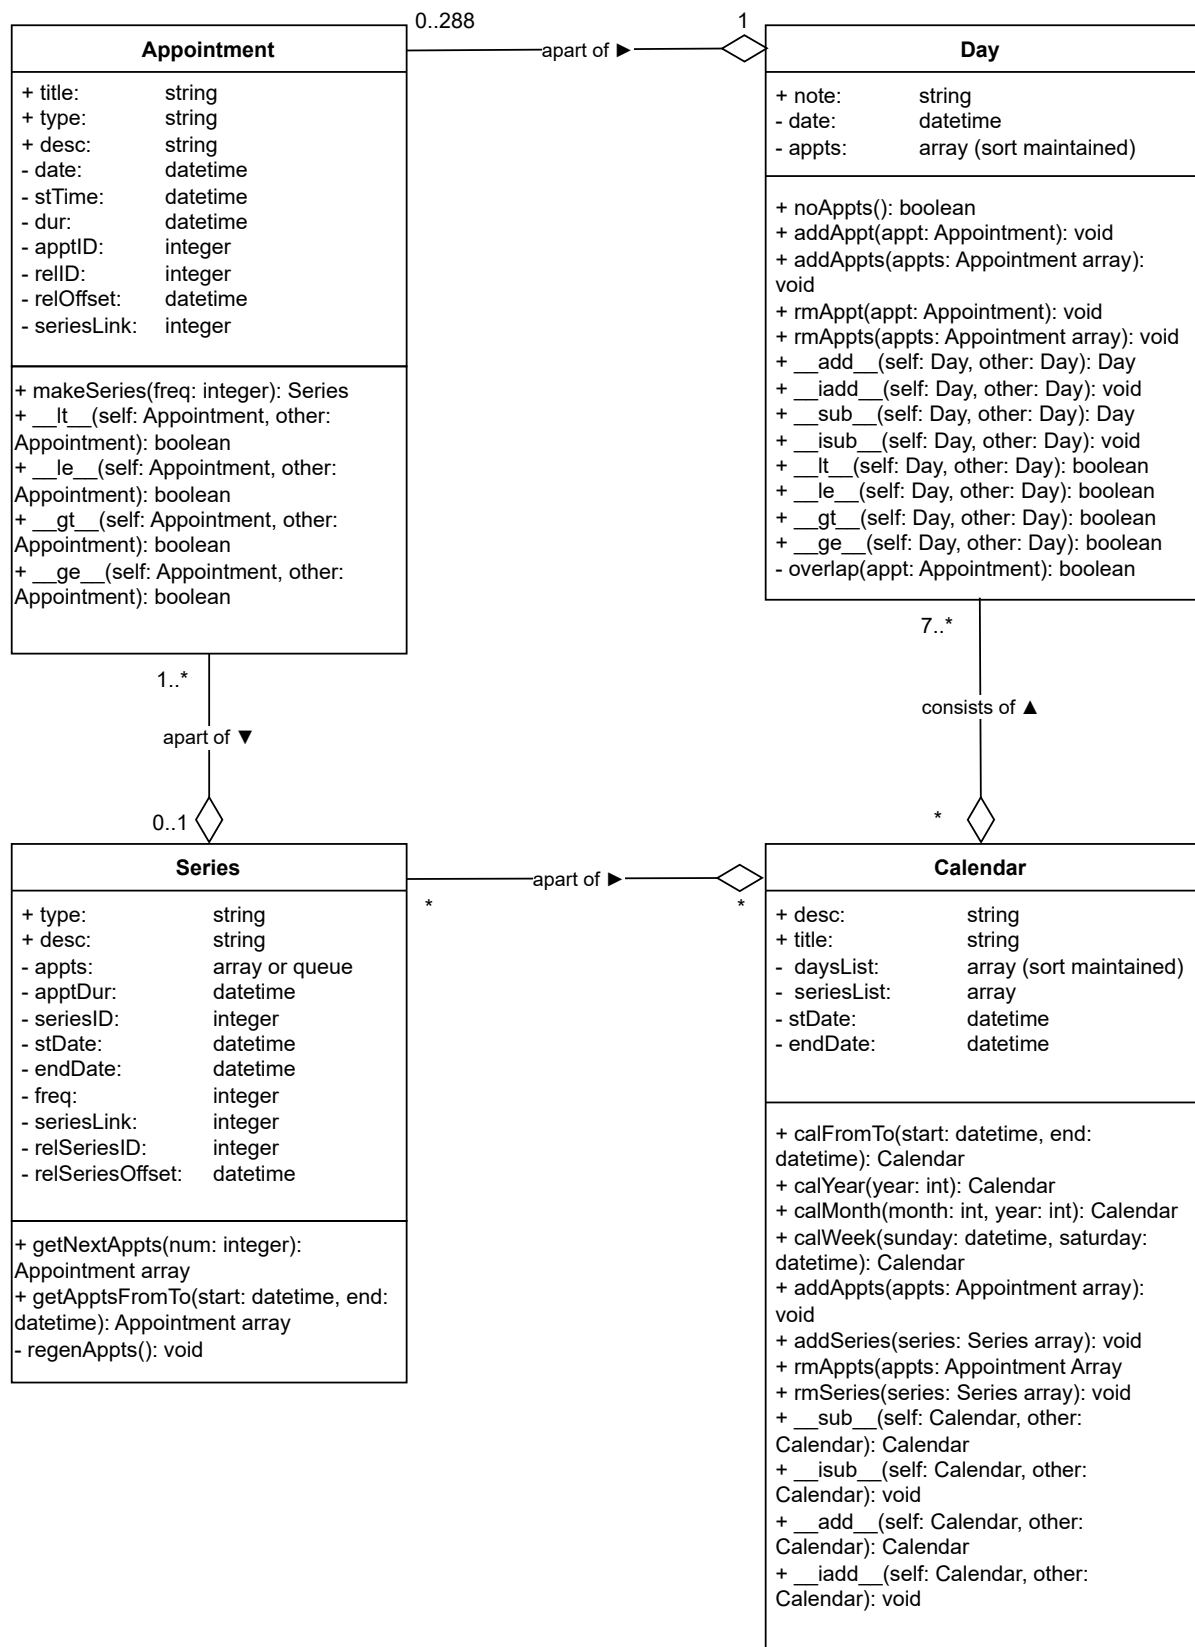 0..288
1
apart of ►
Appointment
+ title: string
+ type: string
+ desc: string
- date: datetime
- stTime: datetime
- dur: datetime
- apptID: integer
- relID: integer
- relOffset: datetime
- seriesLink: integer
+ makeSeries(freq: integer): Series
+ __lt__(self: Appointment, other:
Appointment): boolean
+ __le__(self: Appointment, other:
Appointment): boolean
+ __gt__(self: Appointment, other:
Appointment): boolean
+ __ge__(self: Appointment, other:
Appointment): boolean
Day
+ note: string
- date: datetime
- appts: array (sort maintained)
+ noAppts(): boolean
+ addAppt(appt: Appointment): void
+ addAppts(appts: Appointment array):
void
+ rmAppt(appt: Appointment): void
+ rmAppts(appts: Appointment array): void
+ __add__(self: Day, other: Day): Day
+ __iadd__(self: Day, other: Day): void
+ __sub__(self: Day, other: Day): Day
+ __isub__(self: Day, other: Day): void
+ __lt__(self: Day, other: Day): boolean
+ __le__(self: Day, other: Day): boolean
+ __gt__(self: Day, other: Day): boolean
+ __ge__(self: Day, other: Day): boolean
- overlap(appt: Appointment): boolean
1..*
apart of ▼
0..1
7..*
consists of ▲
*
Series
+ type: string
+ desc: string
- appts: array or queue
- apptDur: datetime
- seriesID: integer
- stDate: datetime
- endDate: datetime
- freq: integer
- seriesLink: integer
- relSeriesID: integer
- relSeriesOffset: datetime
+ getNextAppts(num: integer):
Appointment array
+ getApptsFromTo(start: datetime, end:
datetime): Appointment array
- regenAppts(): void
apart of ►
*
*
Calendar
+ desc: string
+ title: string
- daysList: array (sort maintained)
- seriesList: array
- stDate: datetime
- endDate: datetime
+ calFromTo(start: datetime, end:
datetime): Calendar
+ calYear(year: int): Calendar
+ calMonth(month: int, year: int): Calendar
+ calWeek(sunday: datetime, saturday:
datetime): Calendar
+ addAppts(appts: Appointment array):
void
+ addSeries(series: Series array): void
+ rmAppts(appts: Appointment Array
+ rmSeries(series: Series array): void
+ __sub__(self: Calendar, other:
Calendar): Calendar
+ __isub__(self: Calendar, other:
Calendar): void
+ __add__(self: Calendar, other:
Calendar): Calendar
+ __iadd__(self: Calendar, other:
Calendar): void